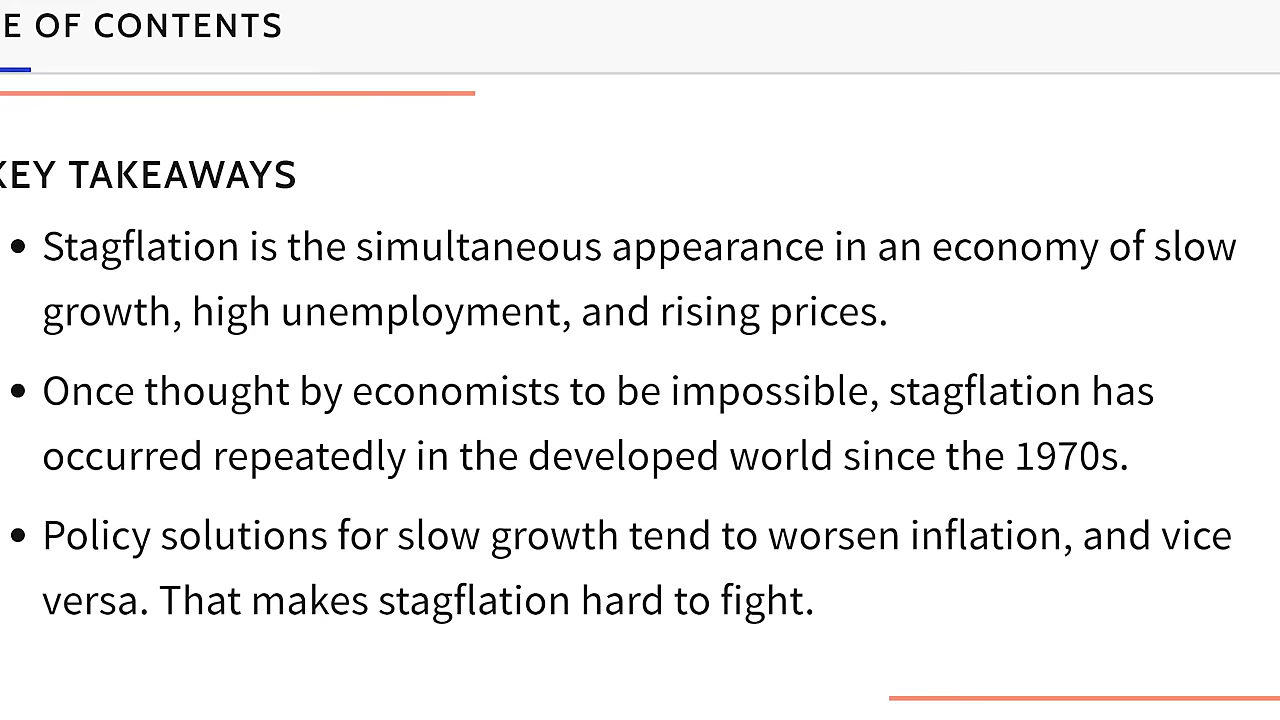 E OF CONTENTS
KEY TAKEAWAYS
• Stagflation is the simultaneous appearance in an economy of slow
growth, high unemployment, and rising prices.
• Once thought by economists to be impossible, stagflation has
occurred repeatedly in the developed world since the 1970s.
• Policy solutions for slow growth tend to worsen inflation, and vice
versa. That makes stagflation hard to fight.